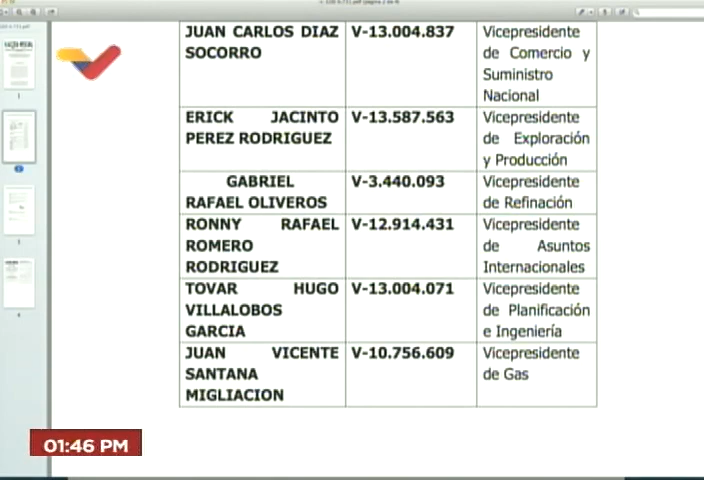 JUAN CARLOS DIAZ V-13.004.837 Vicepresidente
SOCORRO de Comercio y
Suministro
Nacional
ERICK JACINTO V-13.587.563 Vicepresidente
PEREZ RODRIGUEZ de Exploración
y Producción
GABRIEL V-3.440.093 Vicepresidente
RAFAEL OLIVEROS de Refinación
RONNY RAFAEL V-12.914.431 Vicepresidente
ROMERO de Asuntos
RODRIGUEZ Internacionales
TOVAR HUGO V-13.004.071 Vicepresidente
VILLALOBOS de Planificación
GARCIA e Ingeniería
JUAN VICENTE V-10.756.609 Vicepresidente
SANTANA de Gas
MIGLIACION
01:46 PM